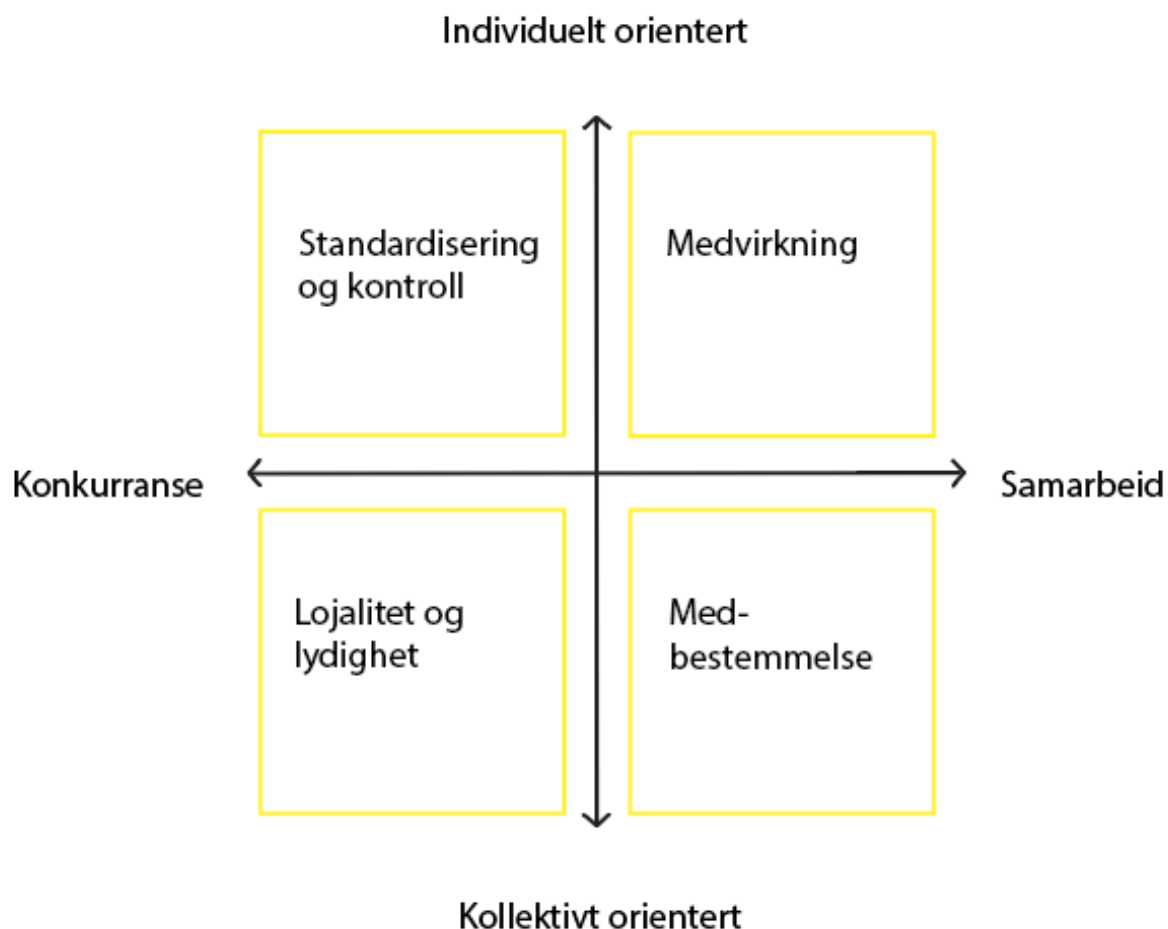 Individuelt orientert
Standardisering
og kontroll
Medvirkning
Konkurranse
Samarbeid
Lojalitet og
lydighet
Med-
bestemmelse
Kollektivt orientert